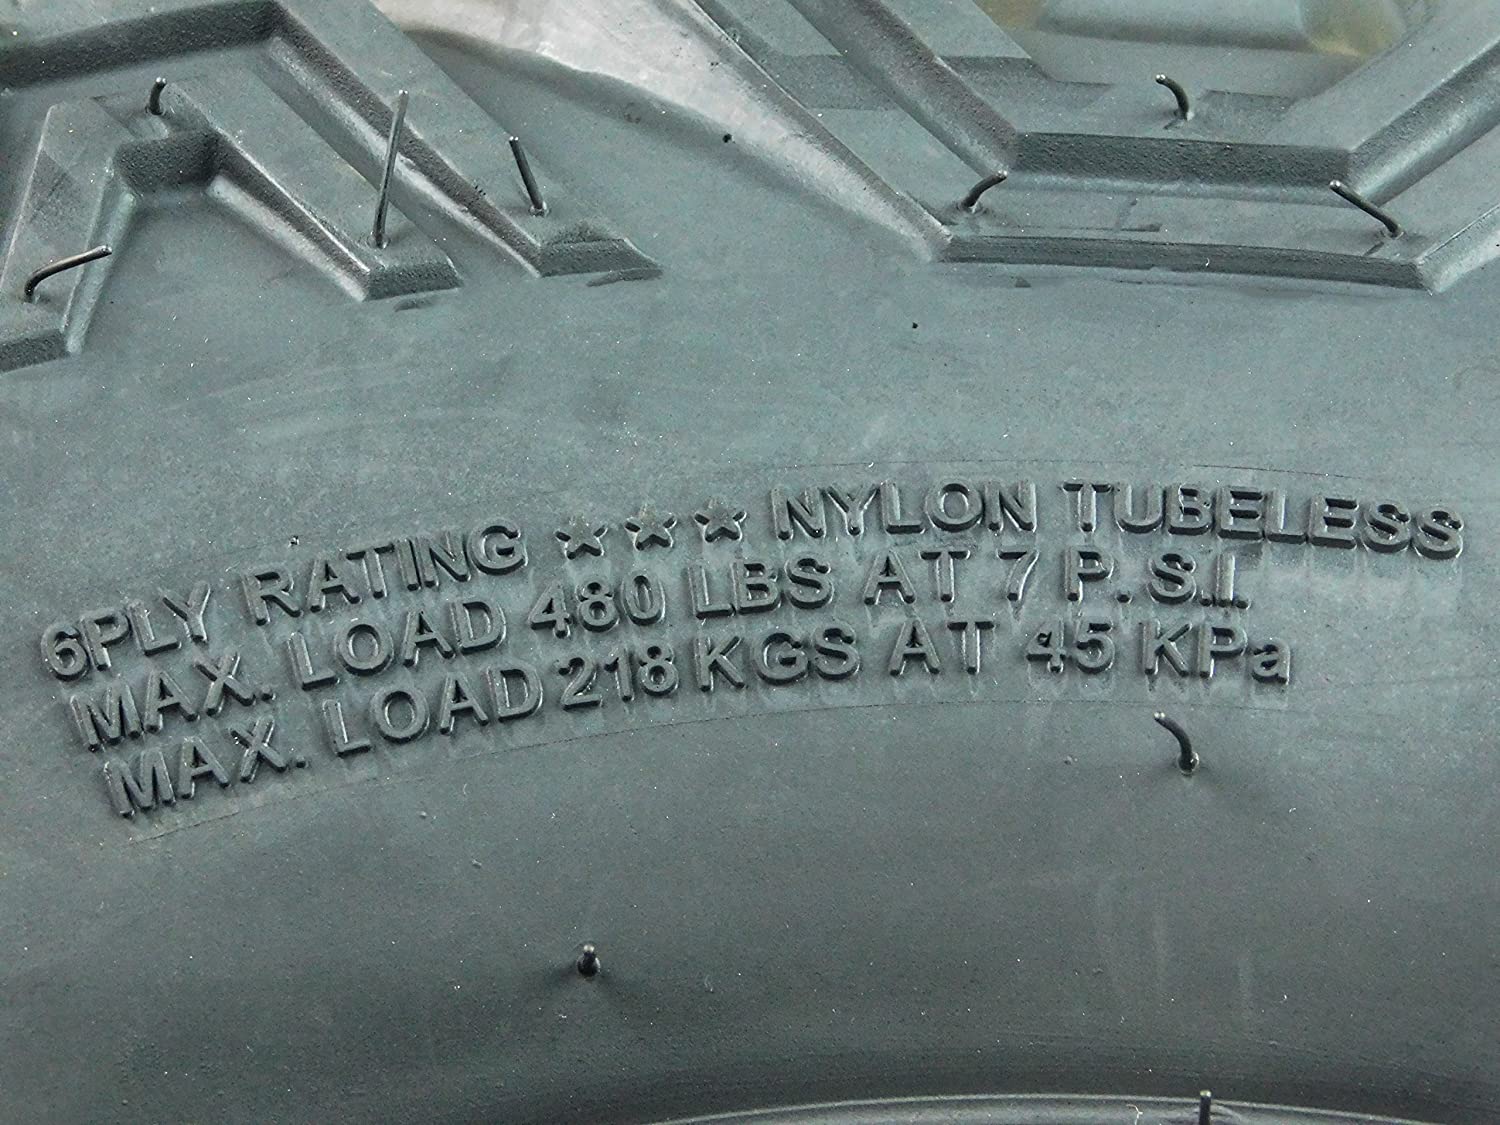 6PLY RATING ★★★ NYLON TUBELESS
MAX. LOAD 480 LBS AT 7 P.S.I.
MAX. LOAD 218 KGS AT 45 KPa